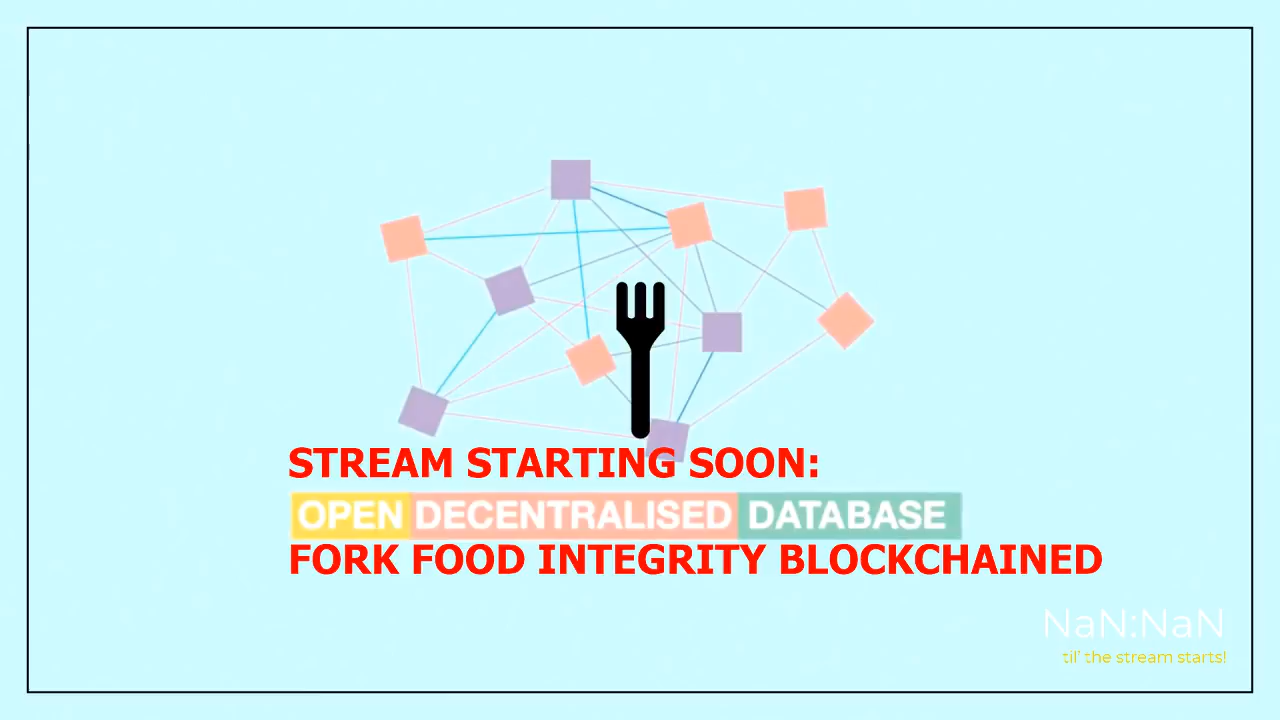 STREAM STARTING SOON:
OPEN DECENTRALISED DATABASE
FORK FOOD INTEGRITY BLOCKCHAINED
NaN:NaN
til' the stream starts!